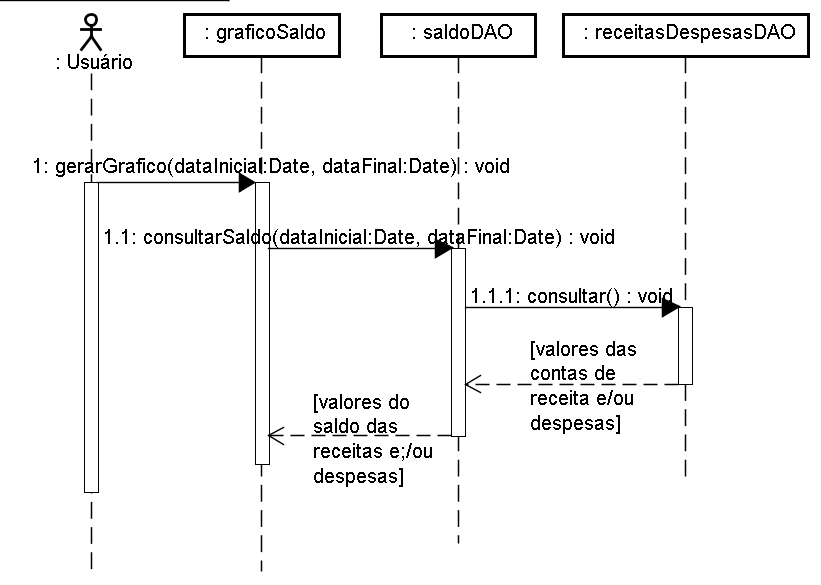 : Usuário
: graficoSaldo
: saldoDAO
: receitasDespesasDAO
1: gerarGrafico(dataInicial:Date, dataFinal:Date) : void
1.1: consultarSaldo(dataInicial:Date, dataFinal:Date) : void
1.1.1: consultar() : void
[valores das
contas de
receita e/ou
despesas]
[valores do
saldo das
receitas e;/ou
despesas]